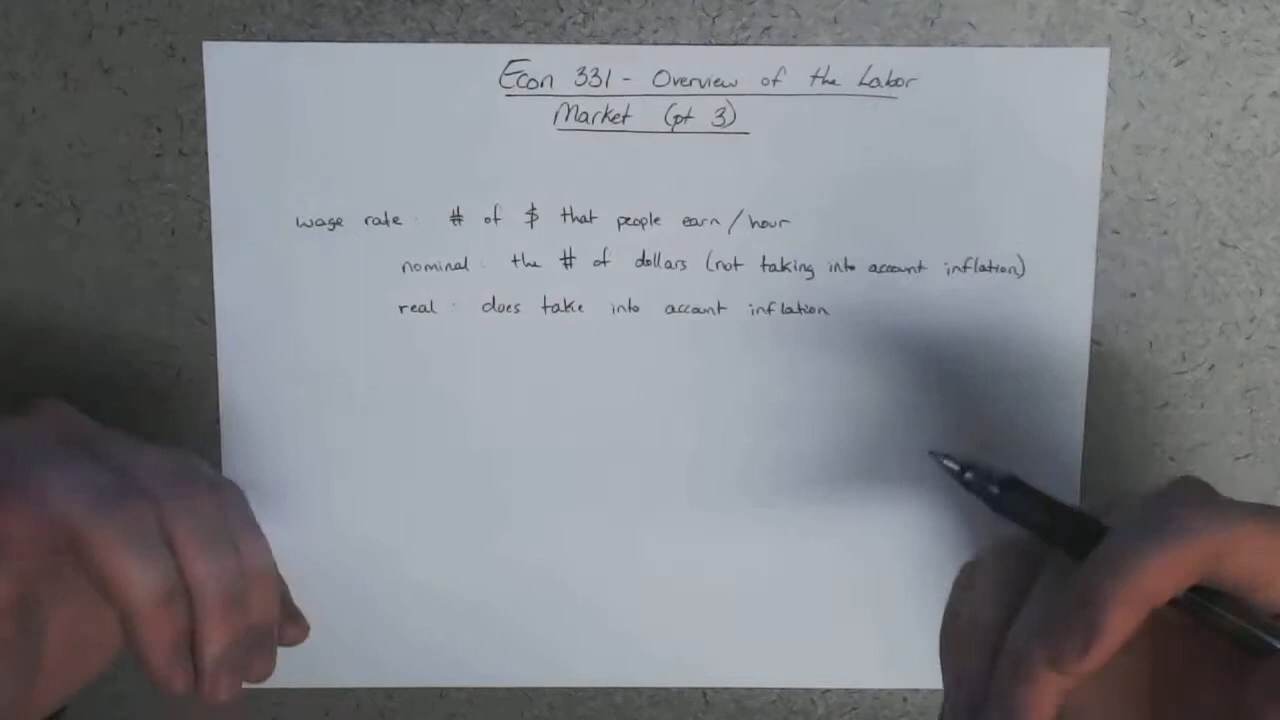 Econ 331 - Overview of the Labor
Market (pt 3)
wage rate: # of $ that people earn/hour
nominal: the # of dollars (not taking into account inflation)
real: does take into account inflation